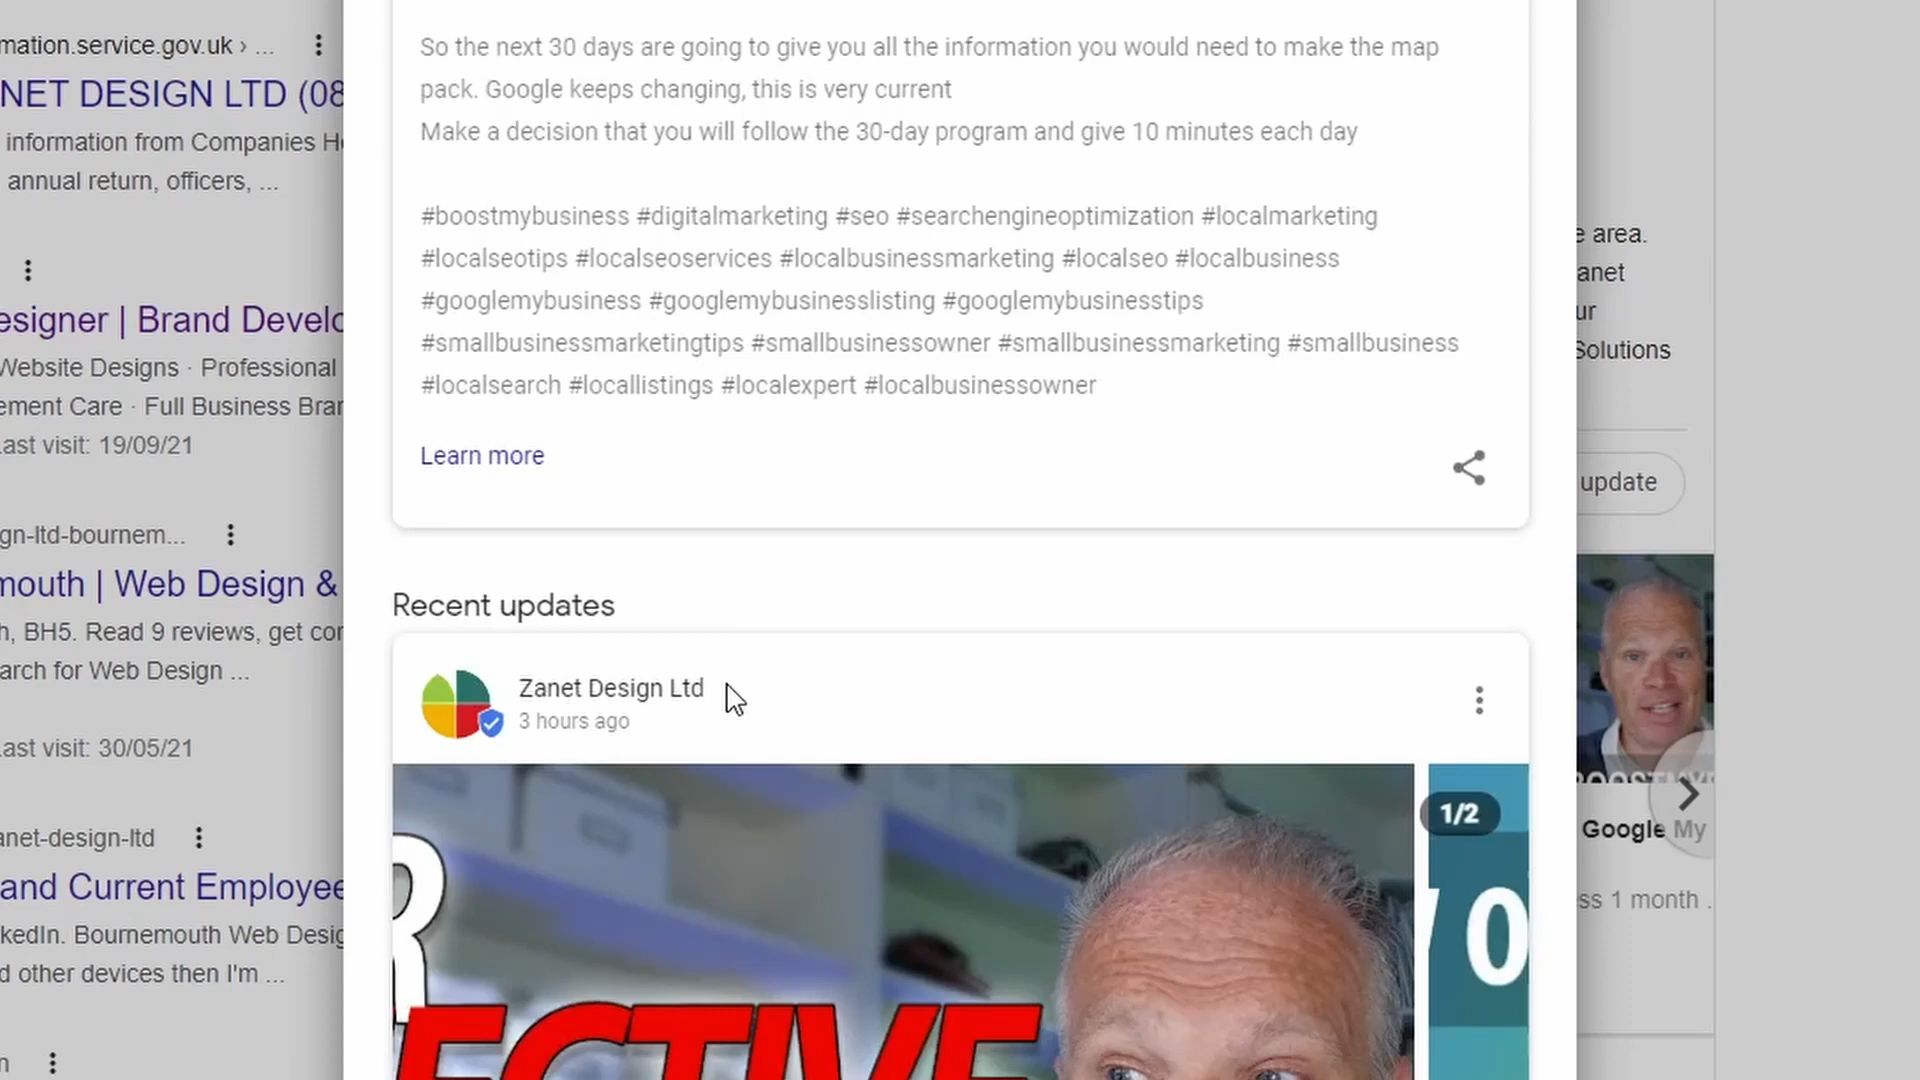 mation.service.gov.uk › ...
NET DESIGN LTD (08
information from Companies H
annual return, officers, ...
esigner | Brand Develo
Website Designs · Professional
ement Care · Full Business Bran
ast visit: 19/09/21
gn-ltd-bournem...
mouth | Web Design &
h, BH5. Read 9 reviews, get con
arch for Web Design ...
ast visit: 30/05/21
anet-design-ltd
and Current Employee
kedIn. Bournemouth Web Desig
d other devices then I'm ...
n
So the next 30 days are going to give you all the information you would need to make the map
pack. Google keeps changing, this is very current
Make a decision that you will follow the 30-day program and give 10 minutes each day
#boostmybusiness #digitalmarketing #seo #searchengineoptimization #localmarketing
#localseotips #localseoservices #localbusinessmarketing #localseo #localbusiness
#googlemybusiness #googlemybusinesslisting #googlemybusinesstips
#smallbusinessmarketingtips #smallbusinessowner #smallbusinessmarketing #smallbusiness
#localsearch #locallistings #localexpert #localbusinessowner
Learn more
Recent updates
Zanet Design Ltd
3 hours ago
1/2
R
ECTIVE
O
e area.
anet
ur
Solutions
update
BOOSTMYB
Google My
ss 1 month .